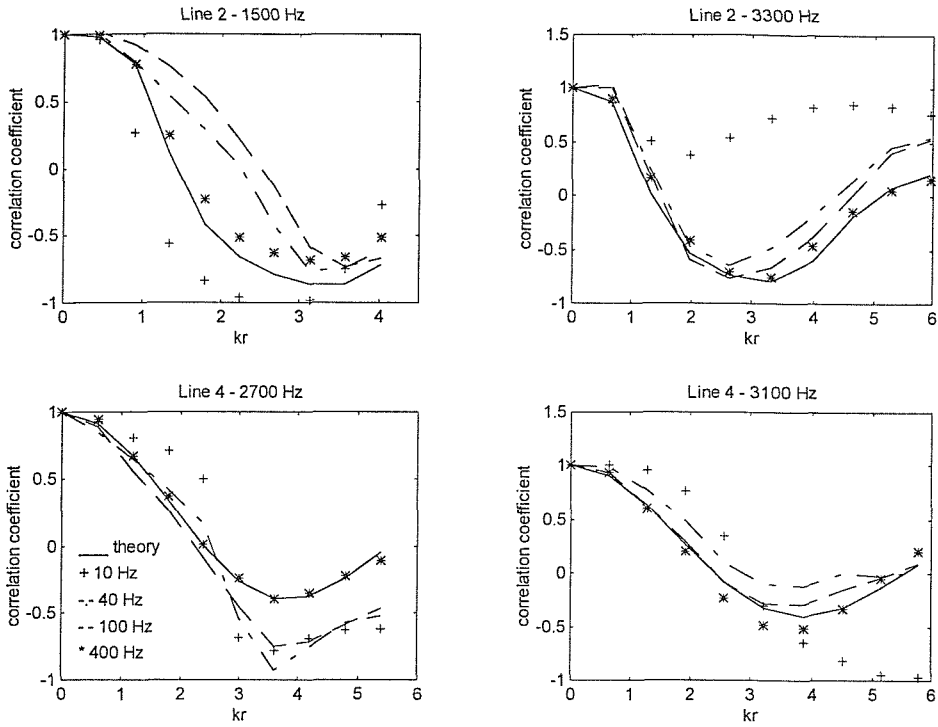 Line 2 - 1500 Hz
1
0.5
0
-0.5
-1
0 1 2 3 4
correlation coefficient
kr
Line 2 - 3300 Hz
1.5
1
0.5
0
-0.5
-1
0 1 2 3 4 5 6
correlation coefficient
kr
Line 4 - 2700 Hz
1
0.5
0
-0.5
-1
0 1 2 3 4 5 6
correlation coefficient
kr
theory
+ 10 Hz
-·- 40 Hz
-- 100 Hz
* 400 Hz
Line 4 - 3100 Hz
1.5
1
0.5
0
-0.5
-1
0 1 2 3 4 5 6
correlation coefficient
kr